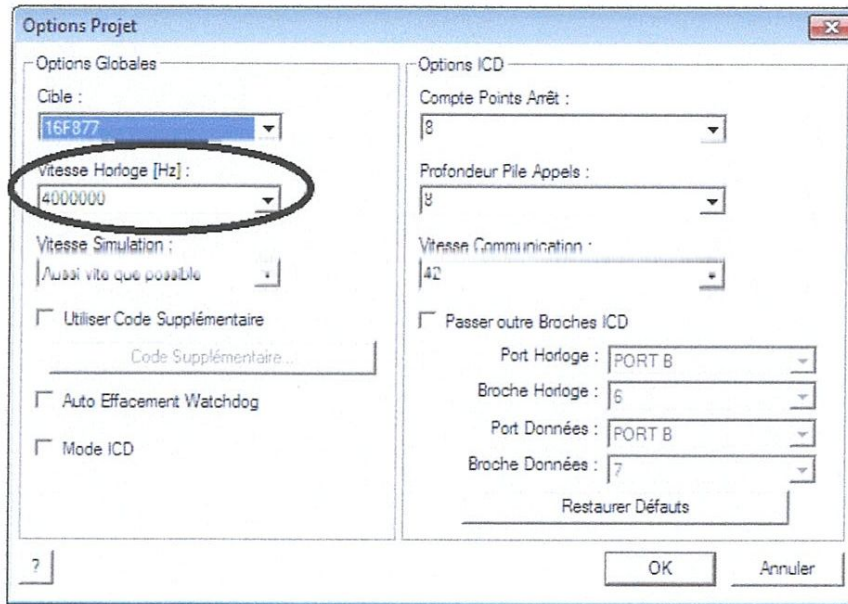 Options Projet
Options Globales
Cible :
16F877
Vitesse Horloge [Hz] :
4000000
Vitesse Simulation :
Aussi vite que possible
Utiliser Code Supplémentaire
Code Supplémentaire...
Auto Effacement Watchdog
Mode ICD
Options ICD
Compte Points Arrêt :
8
Profondeur Pile Appels :
8
Vitesse Communication :
42
Passer outre Broches ICD
Port Horloge : PORT B
Broche Horloge : 6
Port Données : PORT B
Broche Données : 7
Restaurer Défauts
?
OK
Annuler